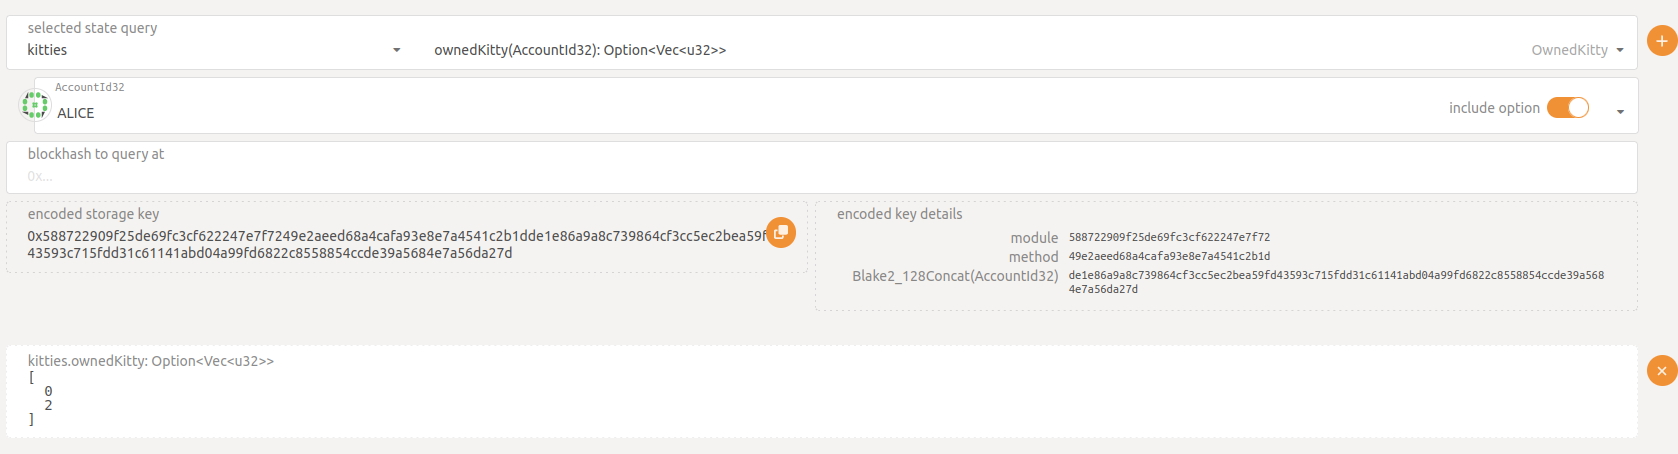 selected state query
kitties
ownedKitty(AccountId32): Option<Vec<u32>>
OwnedKitty
AccountId32
ALICE
include option
blockhash to query at
0x...
encoded storage key
0x588722909f25de69fc3cf622247e7f7249e2aeed68a4cafa93e8e7a4541c2b1dde1e86a9a8c739864cf3cc5ec2bea59f
43593c715fdd31c61141abd04a99fd6822c8558854ccde39a5684e7a56da27d
encoded key details
module 588722909f25de69fc3cf622247e7f72
method 49e2aeed68a4cafa93e8e7a4541c2b1d
Blake2_128Concat(AccountId32) de1e86a9a8c739864cf3cc5ec2bea59fd43593c715fdd31c61141abd04a99fd6822c8558854ccde39a568
4e7a56da27d
kitties.ownedKitty: Option<Vec<u32>>
[
0
2
]